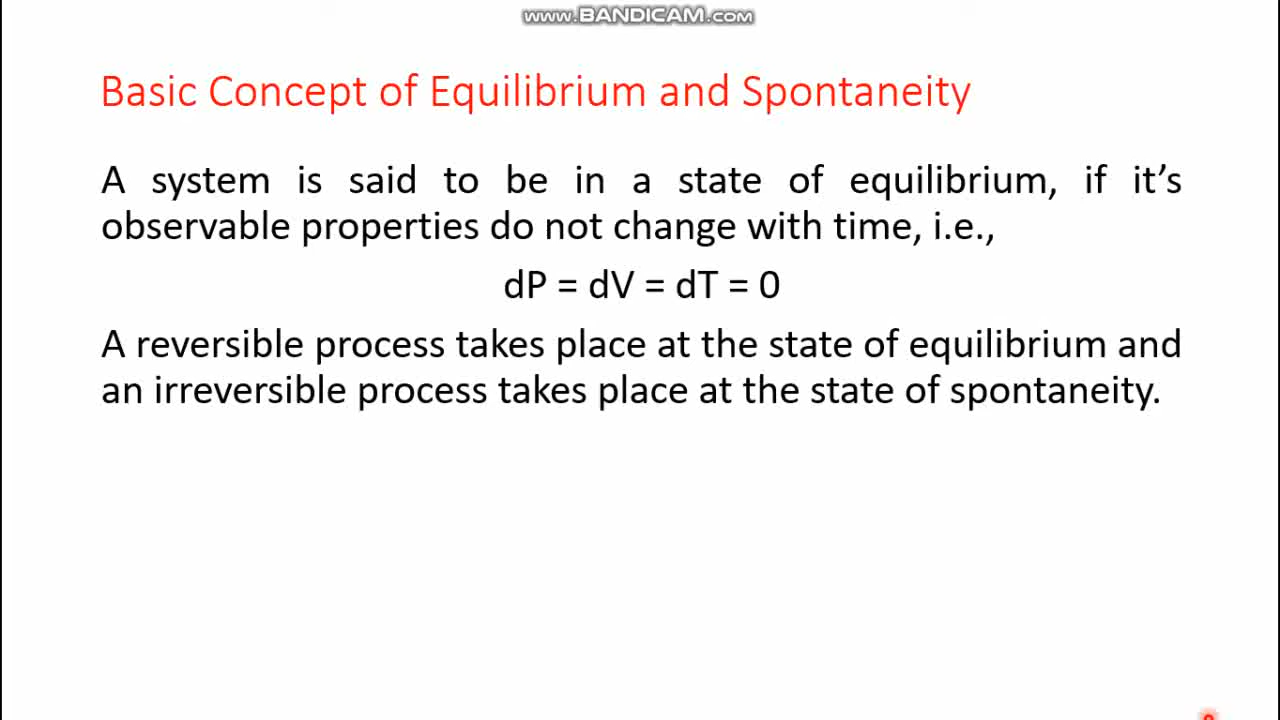 www.BANDICAM.com
Basic Concept of Equilibrium and Spontaneity
A system is said to be in a state of equilibrium, if it’s
observable properties do not change with time, i.e.,
dP = dV = dT = 0
A reversible process takes place at the state of equilibrium and
an irreversible process takes place at the state of spontaneity.